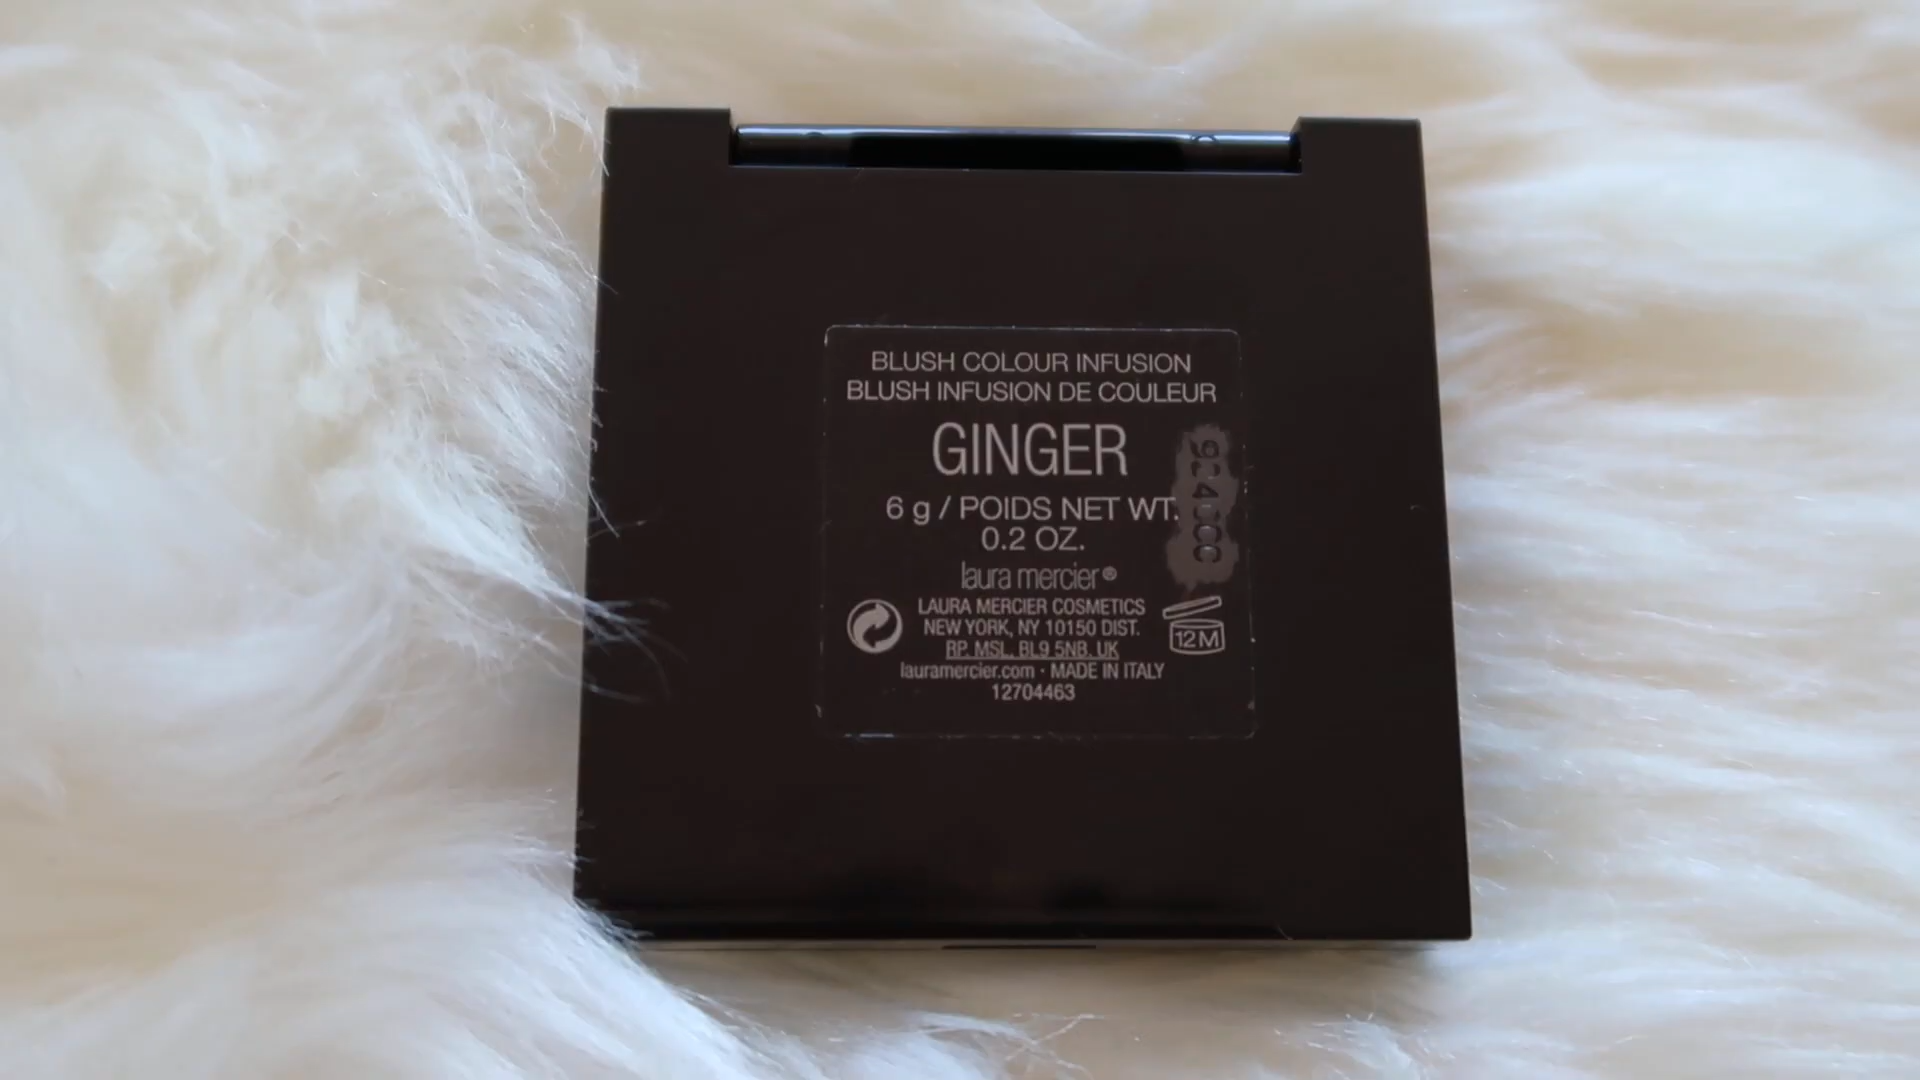 BLUSH COLOUR INFUSION
BLUSH INFUSION DE COULEUR
GINGER
6 g / POIDS NET WT.
0.2 OZ.
laura mercier®
LAURA MERCIER COSMETICS
NEW YORK, NY 10150 DIST.
RP. MSL. BL9 5NB. UK
lauramercier.com · MADE IN ITALY
12704463
12M